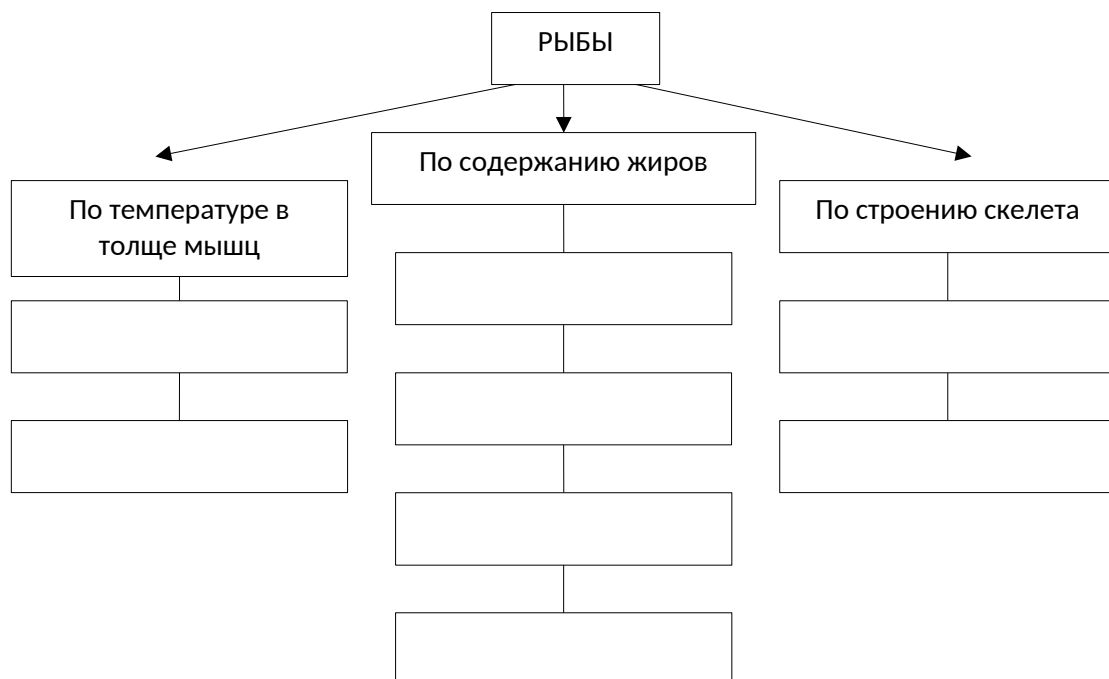 РЫБЫ
По содержанию жиров
По температуре в
толще мышц
По строению скелета